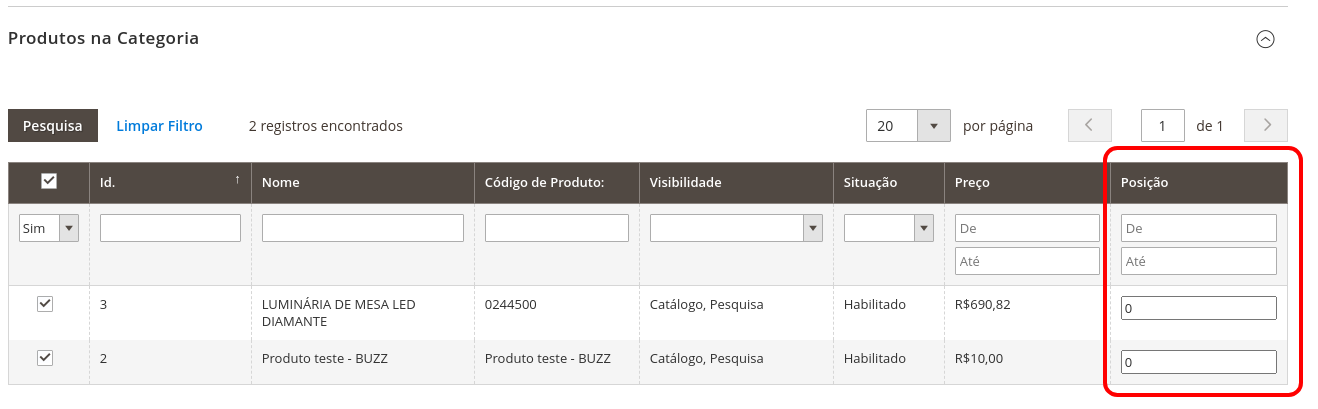 Produtos na Categoria
Pesquisa Limpar Filtro 2 registros encontrados 20 por página 1 de 1
Id. ↑ Nome Código de Produto: Visibilidade Situação Preço Posição
Sim De De
Até Até
3 LUMINÁRIA DE MESA LED 0244500 Catálogo, Pesquisa Habilitado R$690,82 0
DIAMANTE
2 Produto teste - BUZZ Produto teste - BUZZ Catálogo, Pesquisa Habilitado R$10,00 0